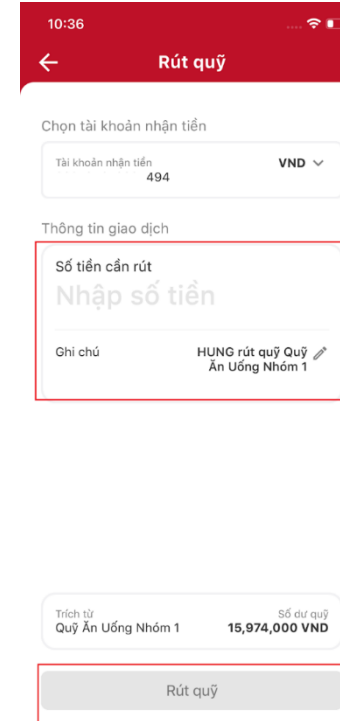 10:36
Rút quỹ
Chọn tài khoản nhận tiền
Tài khoản nhận tiền
VND
494
Thông tin giao dịch
Số tiền cần rút
Nhập số tiền
Ghi chú
HUNG rút quỹ Quỹ
Ăn Uống Nhóm 1
Trích từ
Số dư quỹ
Quỹ Ăn Uống Nhóm 1
15,974,000 VND
Rút quỹ